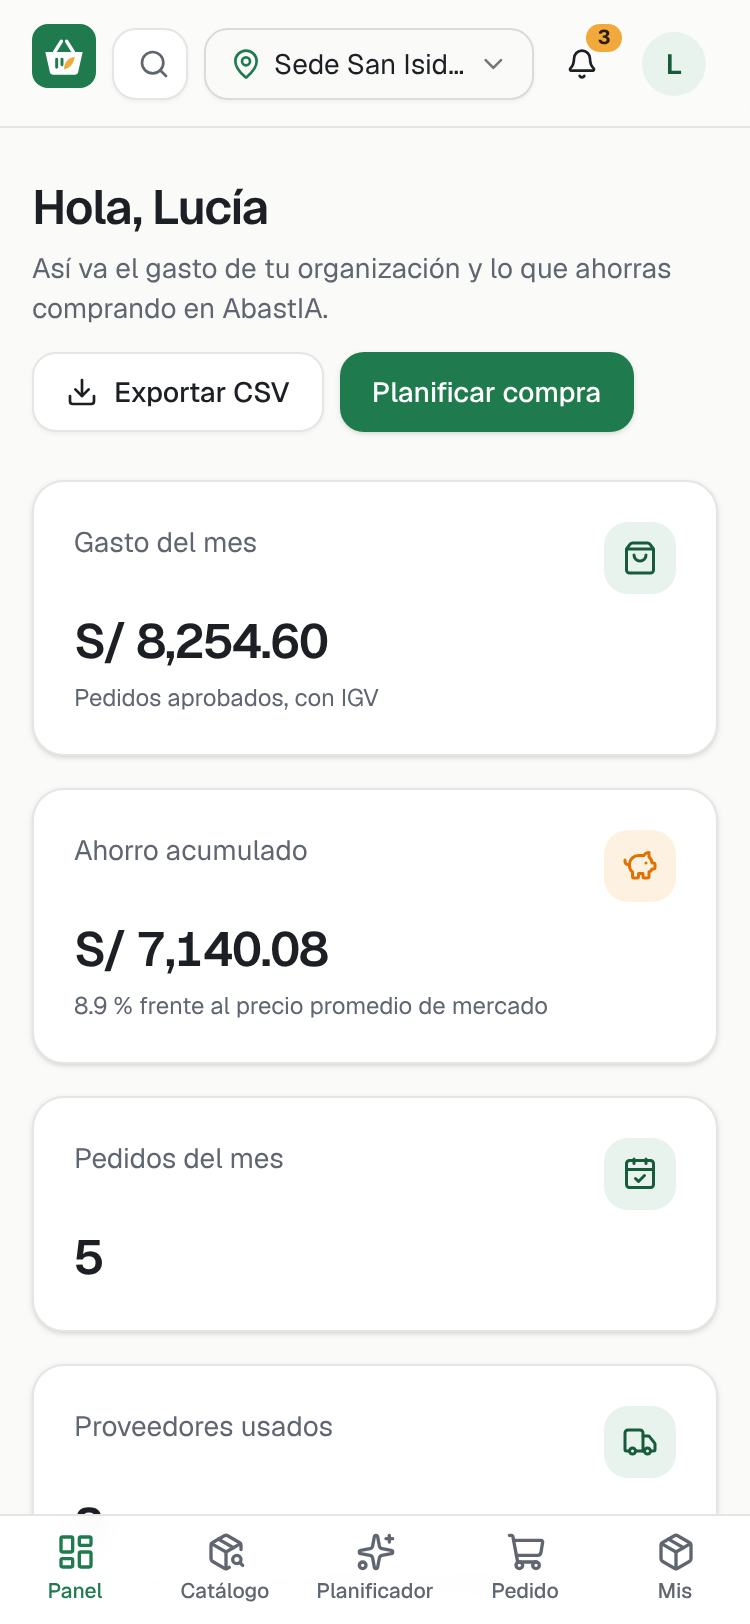 Sede San Isid...
3
L
Hola, Lucía
Así va el gasto de tu organización y lo que ahorras
comprando en AbastIA.
Exportar CSV
Planificar compra
Gasto del mes
S/ 8,254.60
Pedidos aprobados, con IGV
Ahorro acumulado
S/ 7,140.08
8.9 % frente al precio promedio de mercado
Pedidos del mes
5
Proveedores usados
Panel
Catálogo
Planificador
Pedido
Mis